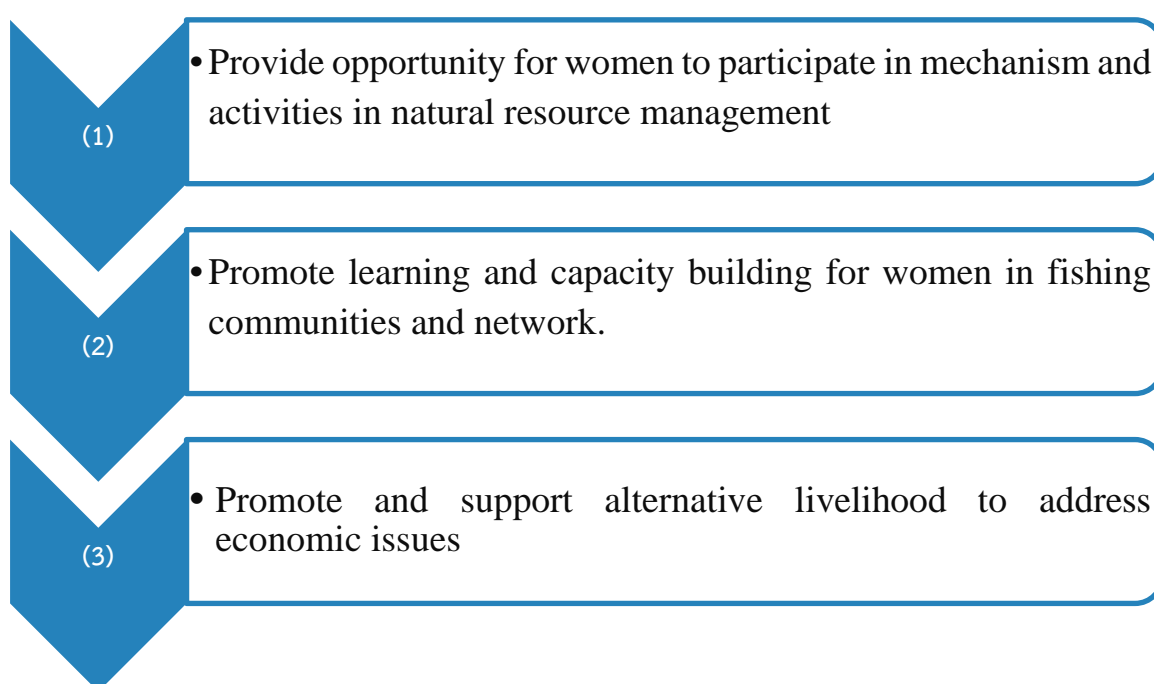 (1)
• Provide opportunity for women to participate in mechanism and
activities in natural resource management
(2)
• Promote learning and capacity building for women in fishing
communities and network.
(3)
• Promote and support alternative livelihood to address
economic issues